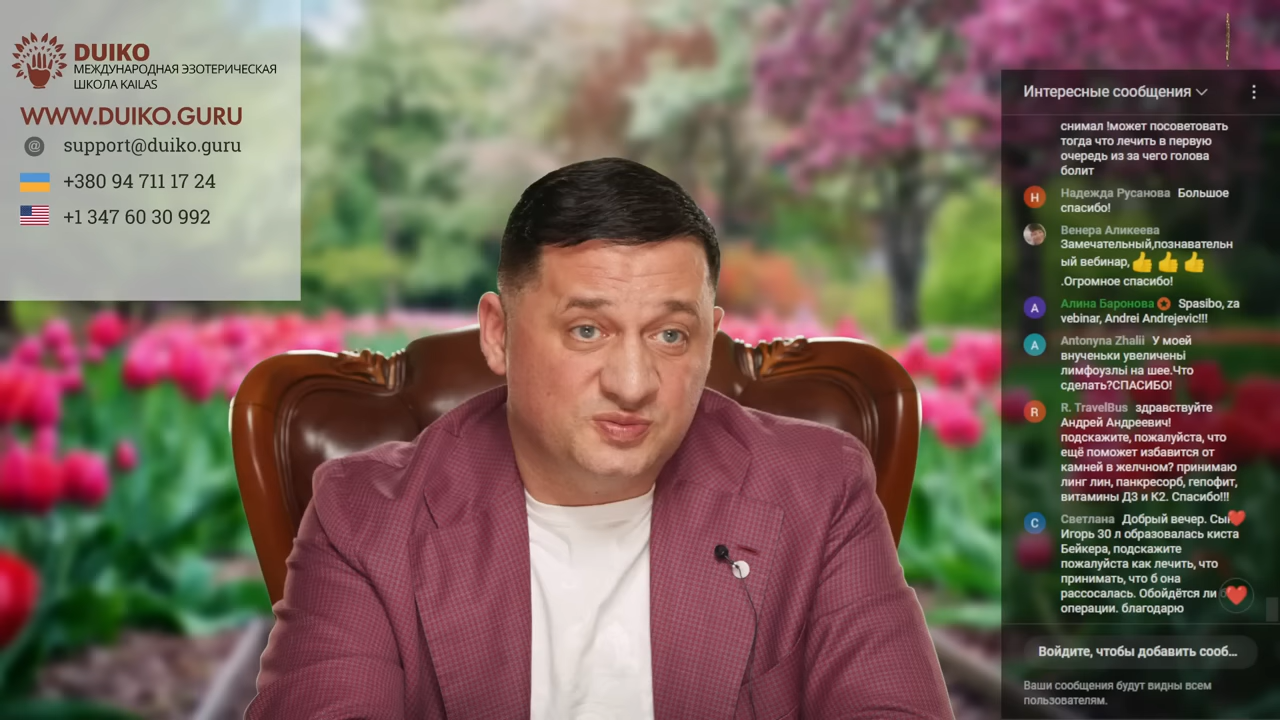 DUIKO
МЕЖДУНАРОДНАЯ ЭЗОТЕРИЧЕСКАЯ
ШКОЛА KAILAS
WWW.DUIKO.GURU
@ support@duiko.guru
+380 94 711 17 24
+1 347 60 30 992
Интересные сообщения
снимал !может посоветовать
тогда что лечить в первую
очередь из за чего голова
болит
Н Надежда Русанова Большое
спасибо!
Венера Аликеева
Замечательный,познавательн
ый вебинар,👍👍👍
.Огромное спасибо!
А Алина Баронова Spasibo, za
vebinar, Andrei Andrejevic!!!
A Antonyna Zhalii У моей
внученьки увеличены
лимфоузлы на шее.Что
сделать?СПАСИБО!
R R. TravelBus здравствуйте
Андрей Андреевич!
подскажите, пожалуйста, что
ещё поможет избавится от
камней в желчном? принимаю
линг лин, панкресорб, гепофит,
витамины Д3 и К2. Спасибо!!!
С Светлана Добрый вечер.
Игорь 30 л образовалась киста
Бейкера, подскажите
пожалуйста как лечить, что
принимать, что б она
рассосалась. Обойдётся ли
операции. благодарю
Войдите, чтобы добавить сооб...
Ваши сообщения будут видны всем
пользователям.